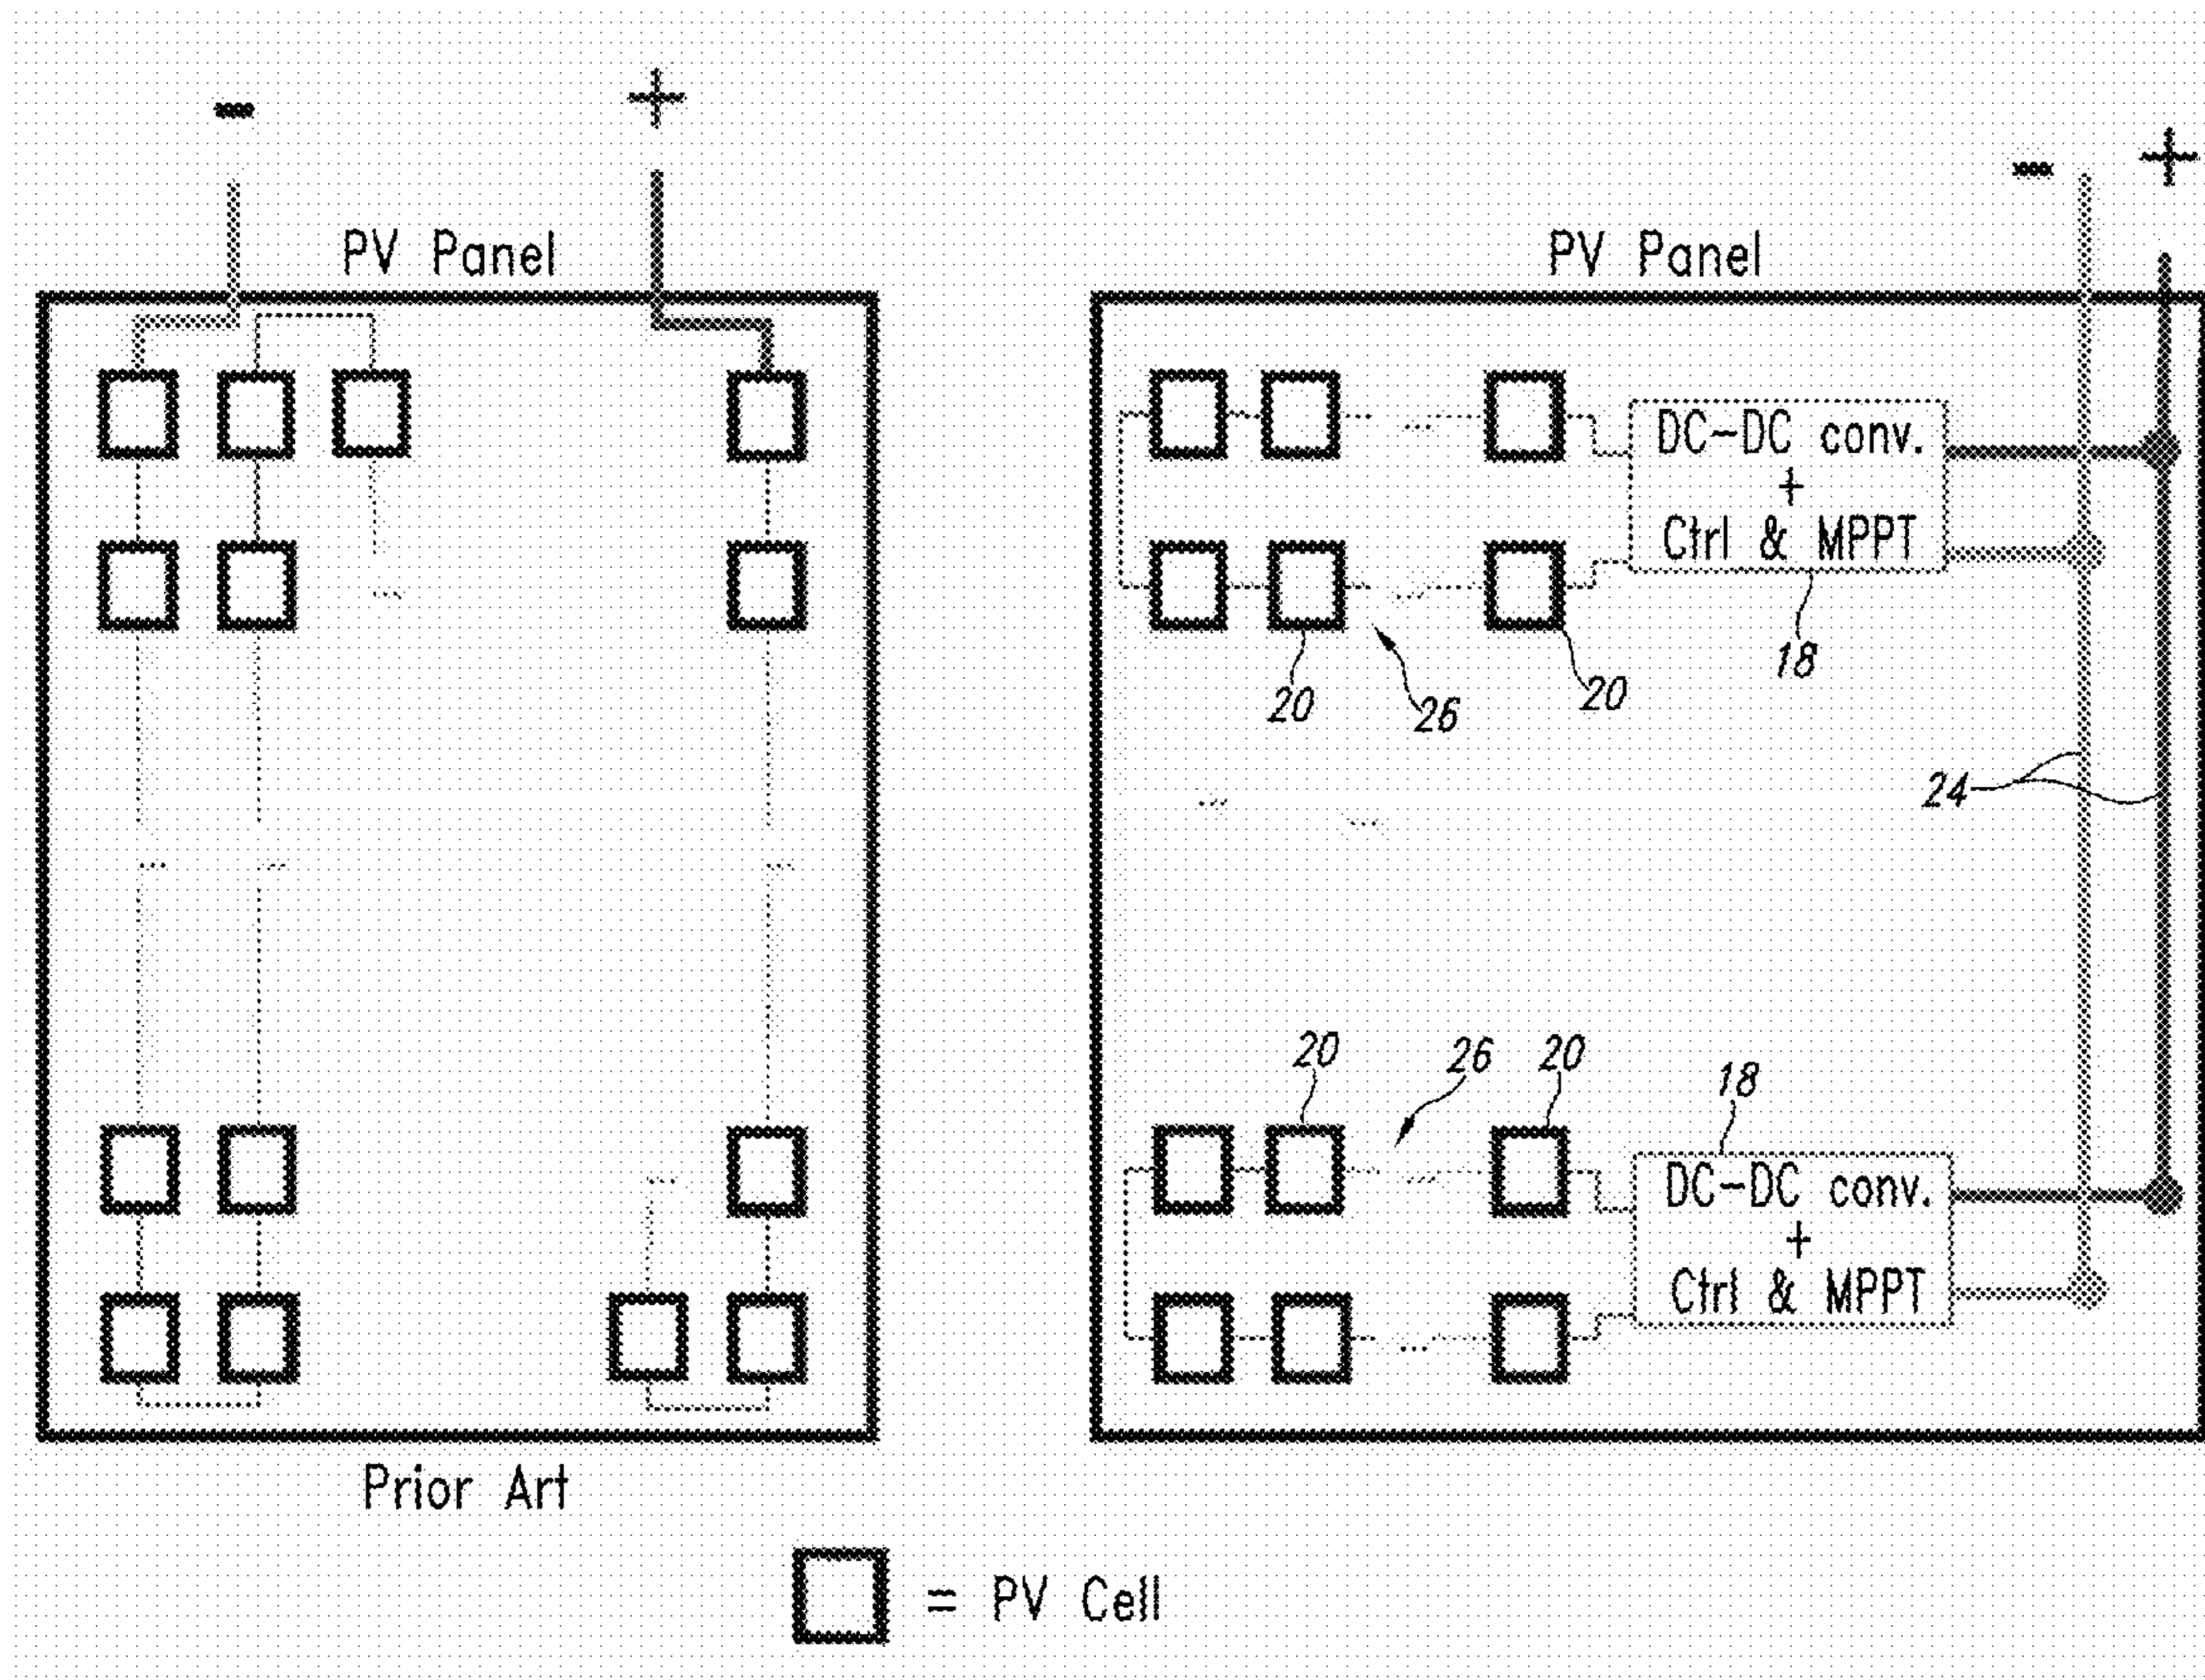 -
+
PV Panel
Prior Art
-
+
PV Panel
DC-DC conv.
+
Ctrl & MPPT
18
20
26
20
24
20
26
20
18
DC-DC conv.
+
Ctrl & MPPT
= PV Cell